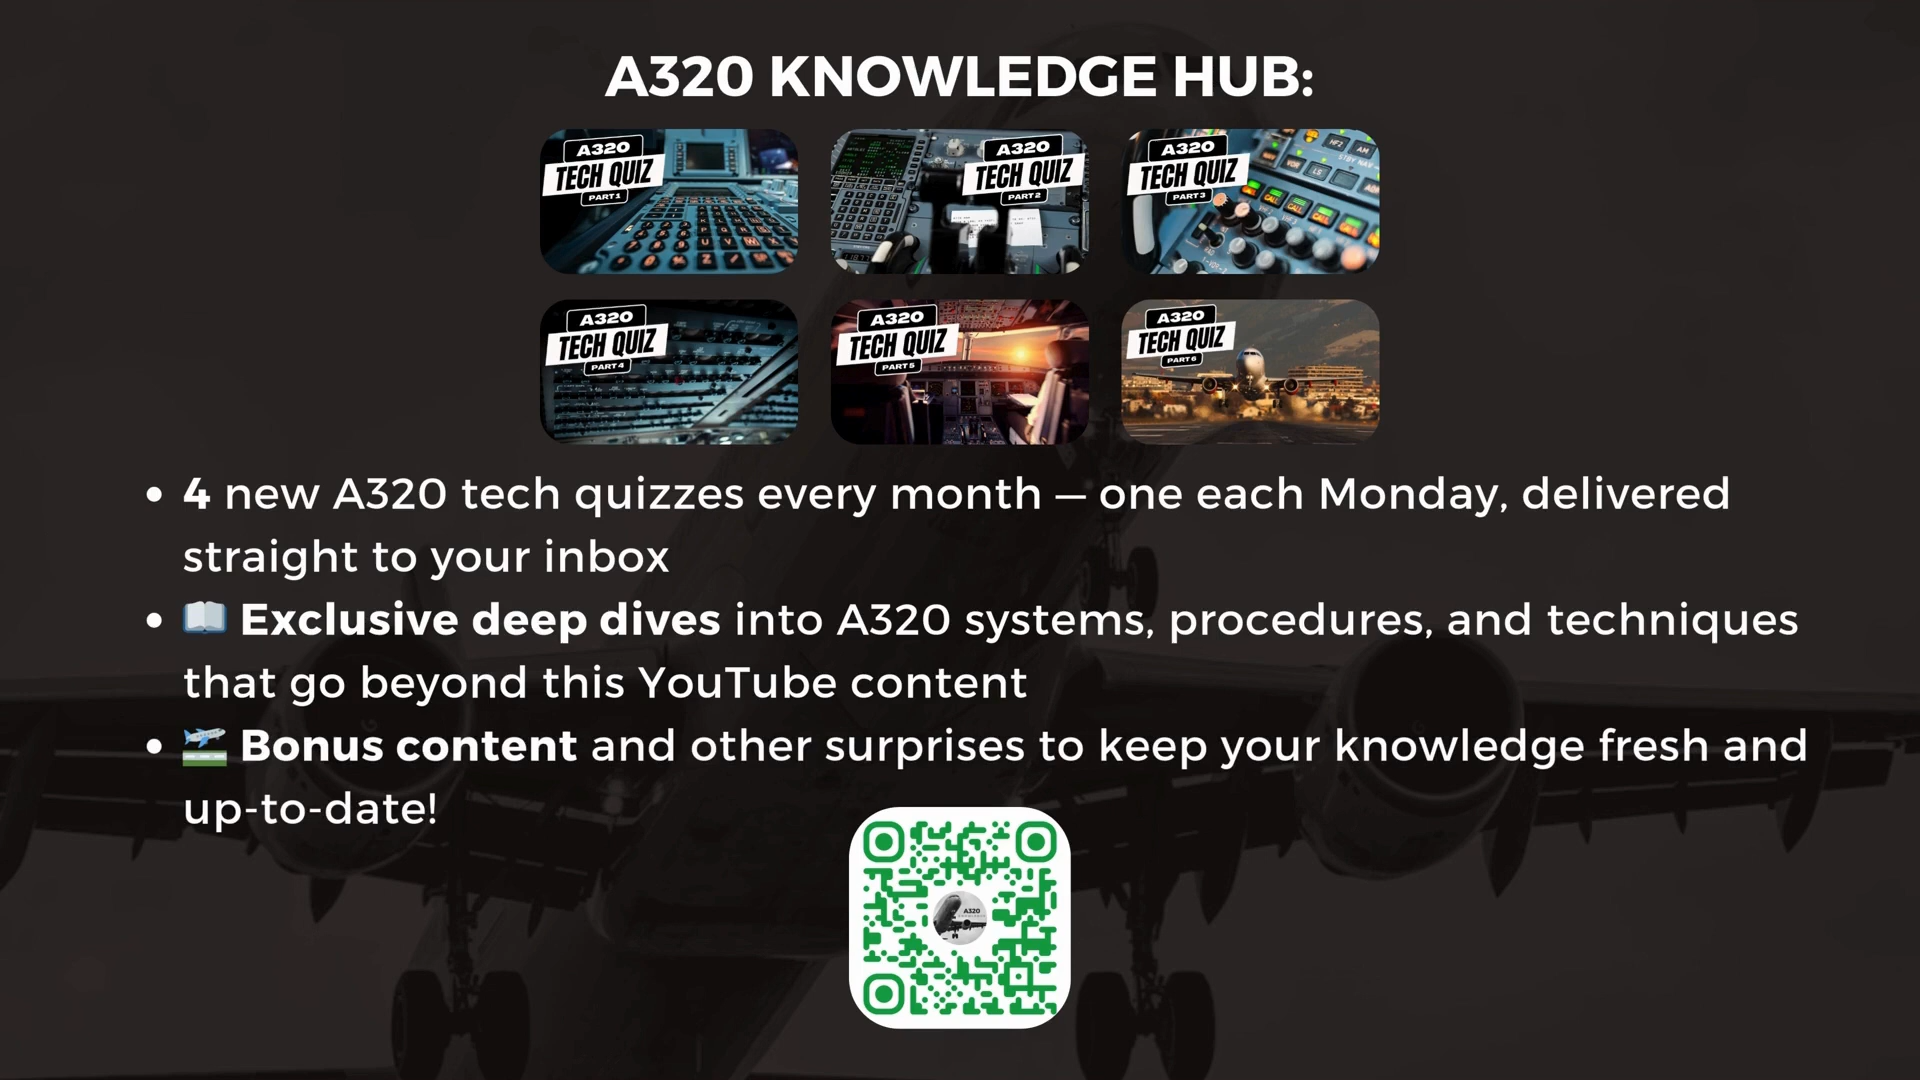 A320 KNOWLEDGE HUB:
A320
TECH QUIZ
PART 1
A320
TECH QUIZ
PART 2
A320
TECH QUIZ
PART 3
A320
TECH QUIZ
PART 4
A320
TECH QUIZ
PART 5
A320
TECH QUIZ
PART 6
• 4 new A320 tech quizzes every month — one each Monday, delivered
straight to your inbox
• 📖 Exclusive deep dives into A320 systems, procedures, and techniques
that go beyond this YouTube content
• 🛫 Bonus content and other surprises to keep your knowledge fresh and
up-to-date!
A320